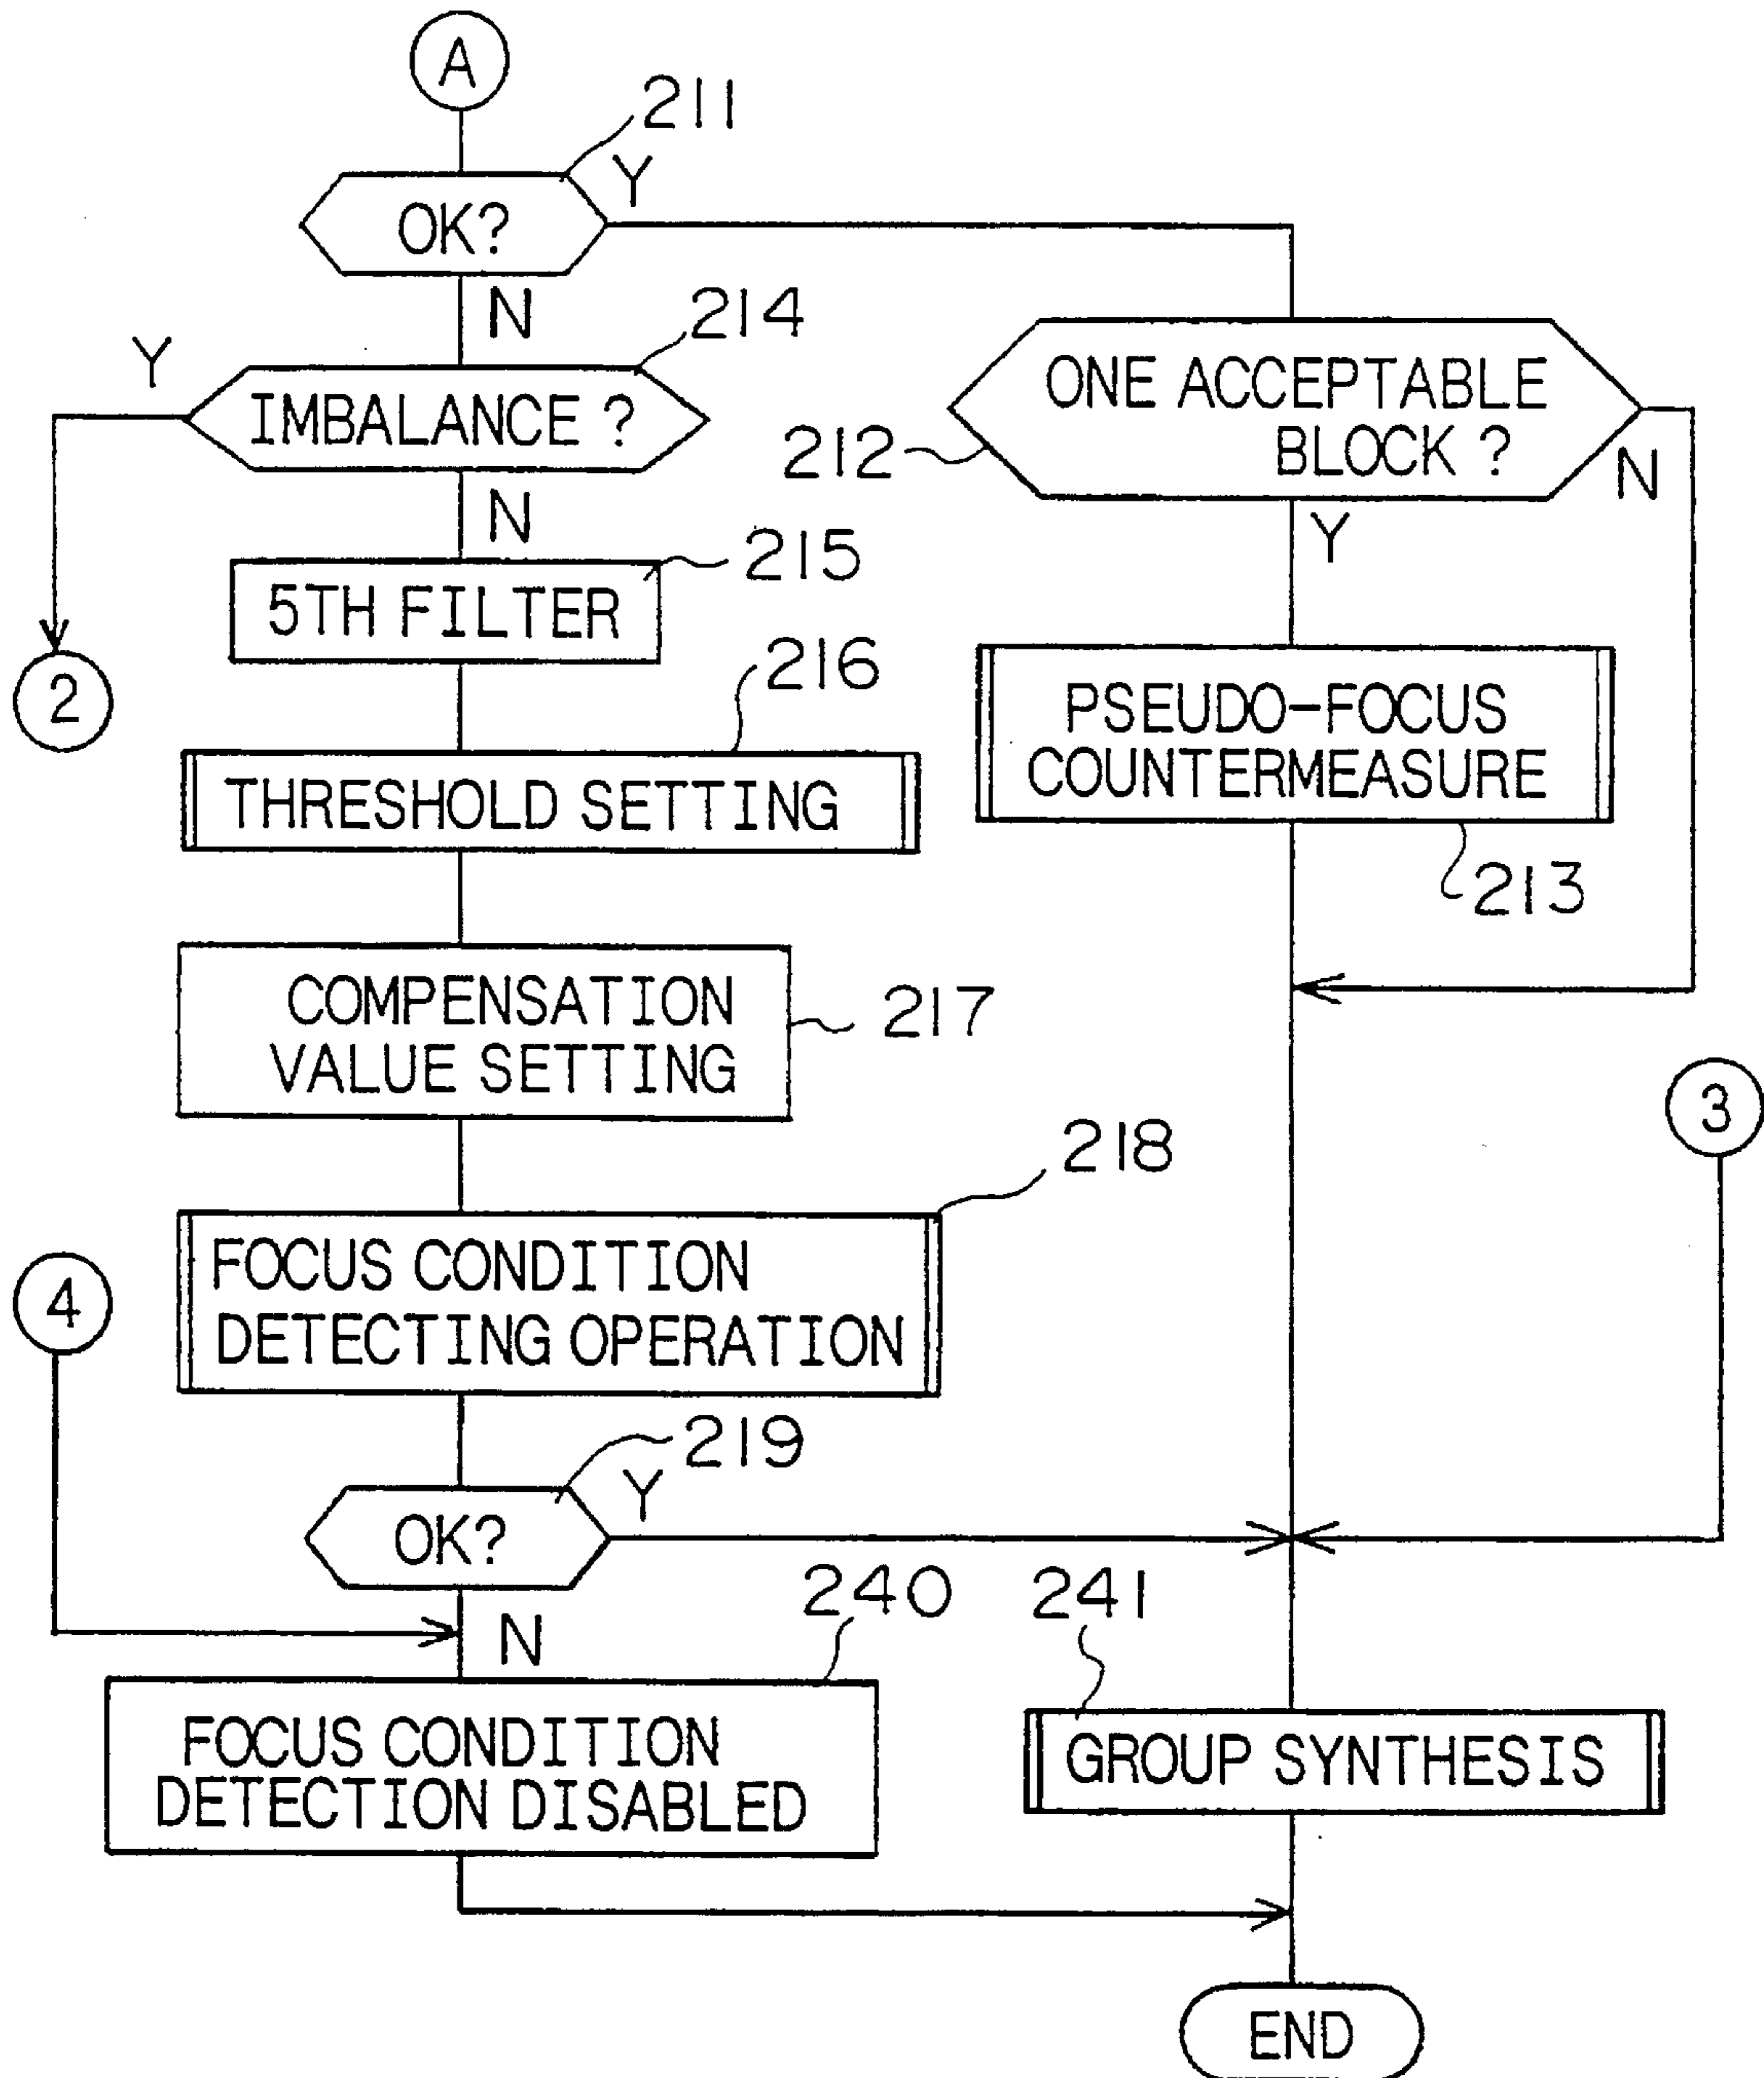 A
211
Y
OK?
N
214
Y
IMBALANCE ?
ONE ACCEPTABLE
BLOCK ?
212
N
N
Y
215
5TH FILTER
216
2
PSEUDO-FOCUS
COUNTERMEASURE
THRESHOLD SETTING
213
COMPENSATION
VALUE SETTING
217
3
218
FOCUS CONDITION
DETECTING OPERATION
4
219
Y
OK?
N
240
241
FOCUS CONDITION
DETECTION DISABLED
GROUP SYNTHESIS
END